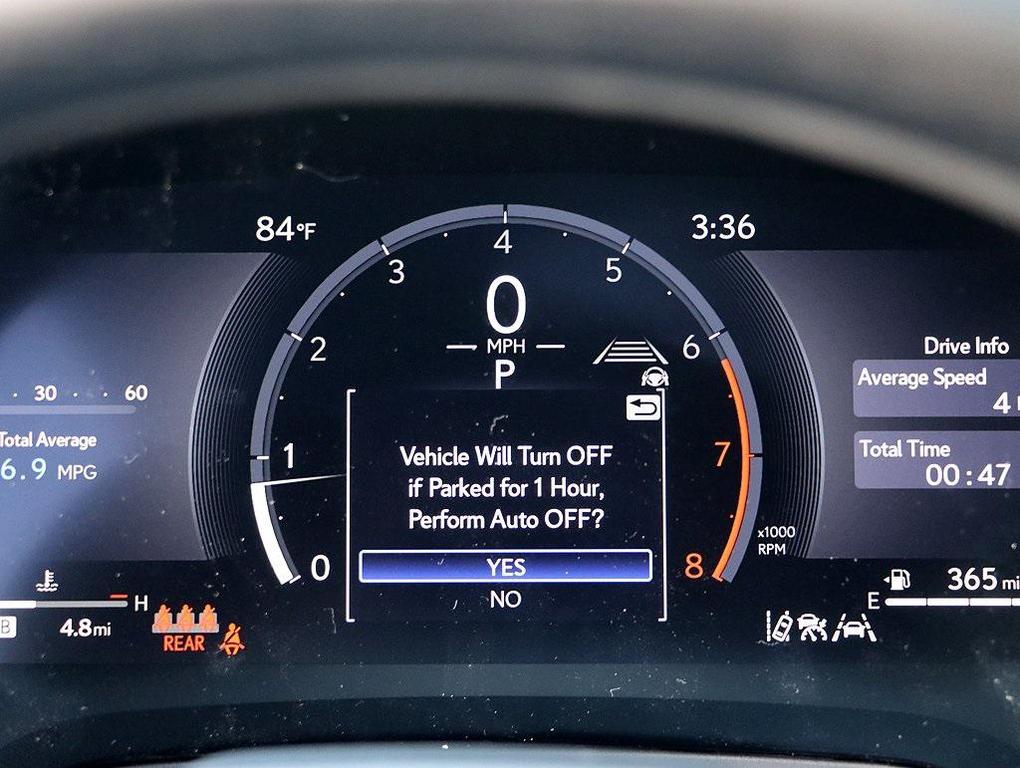 84°F
3:36
4
3
5
0
2
MPH
6
Drive Info
P
Average Speed
30
60
4
Total Average
1
Vehicle Will Turn OFF
7
Total Time
6.9 MPG
if Parked for 1 Hour,
00:47
Perform Auto OFF?
x1000
RPM
0
YES
8
365 mi
H
NO
E
B
4.8mi
REAR